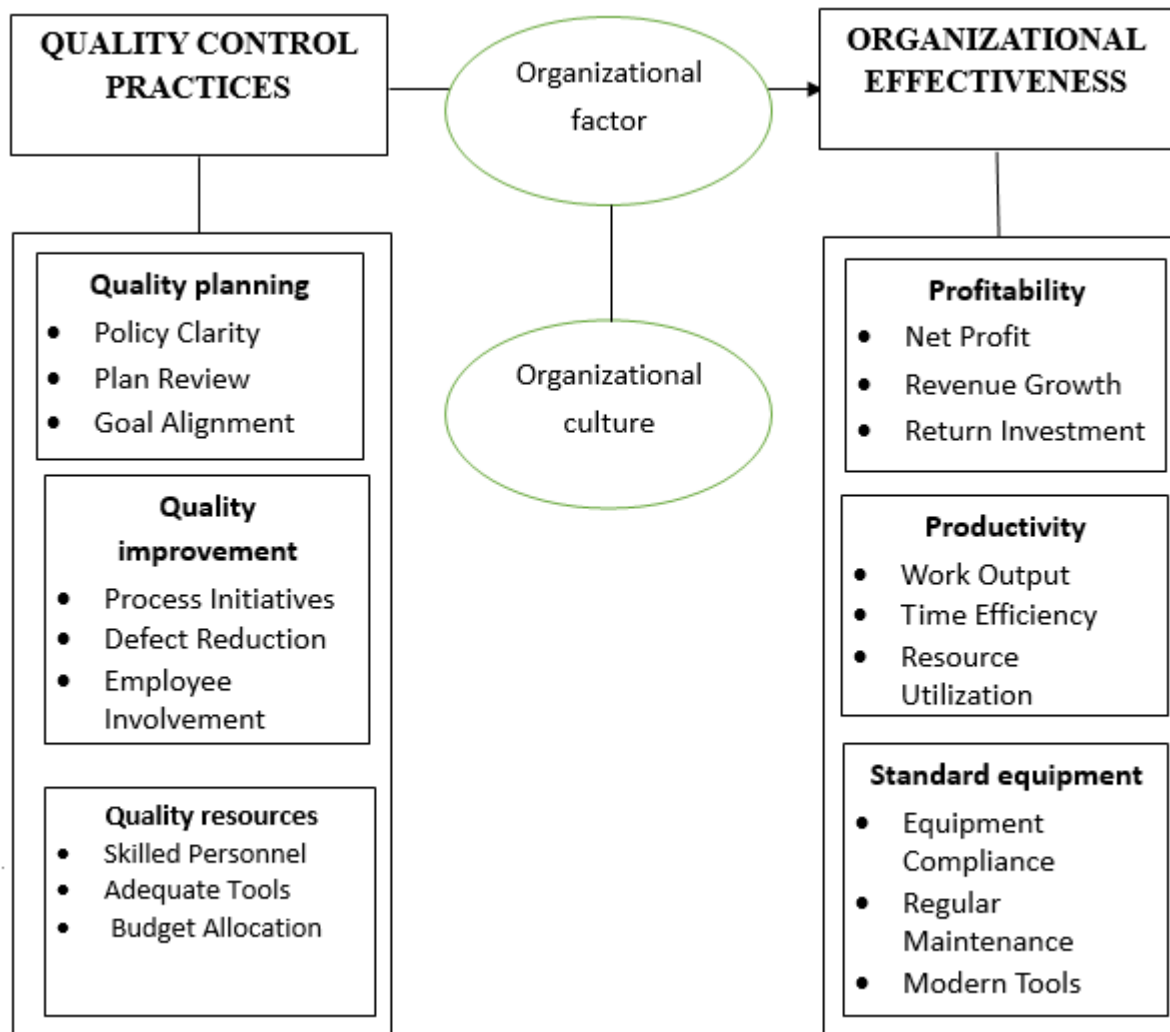 QUALITY CONTROL
PRACTICES
Organizational
factor
ORGANIZATIONAL
EFFECTIVENESS
Quality planning
• Policy Clarity
• Plan Review
• Goal Alignment
Quality
improvement
• Process Initiatives
• Defect Reduction
• Employee
Involvement
Quality resources
• Skilled Personnel
• Adequate Tools
• Budget Allocation
Organizational
culture
Profitability
• Net Profit
• Revenue Growth
• Return Investment
Productivity
• Work Output
• Time Efficiency
• Resource
Utilization
Standard equipment
• Equipment
Compliance
• Regular
Maintenance
• Modern Tools